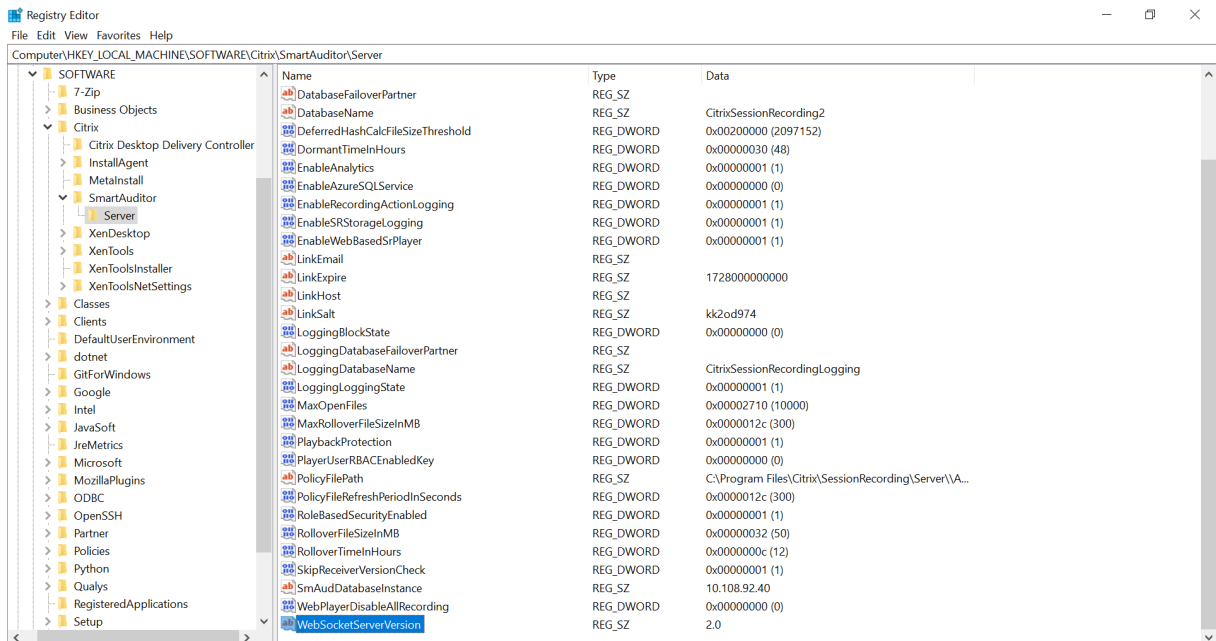 Registry Editor
File Edit View Favorites Help
Computer\HKEY_LOCAL_MACHINE\SOFTWARE\Citrix\SmartAuditor\Server
SOFTWARE
7-Zip
Business Objects
Citrix
Citrix Desktop Delivery Controller
InstallAgent
MetaInstall
SmartAuditor
Server
XenDesktop
XenTools
XenToolsInstaller
XenToolsNetSettings
Classes
Clients
DefaultUserEnvironment
dotnet
GitForWindows
Google
Intel
JavaSoft
JreMetrics
Microsoft
MozillaPlugins
ODBC
OpenSSH
Partner
Policies
Python
Qualys
RegisteredApplications
Setup
Name Type Data
DatabaseFailoverPartner REG_SZ
DatabaseName REG_SZ CitrixSessionRecording2
DeferredHashCalcFileSizeThreshold REG_DWORD 0x00200000 (2097152)
DormantTimeInHours REG_DWORD 0x00000030 (48)
EnableAnalytics REG_DWORD 0x00000001 (1)
EnableAzureSQLService REG_DWORD 0x00000000 (0)
EnableRecordingActionLogging REG_DWORD 0x00000001 (1)
EnableSRStorageLogging REG_DWORD 0x00000001 (1)
EnableWebBasedSrPlayer REG_DWORD 0x00000001 (1)
LinkEmail REG_SZ
LinkExpire REG_SZ 1728000000000
LinkHost REG_SZ
LinkSalt REG_SZ kk2od974
LoggingBlockState REG_DWORD 0x00000000 (0)
LoggingDatabaseFailoverPartner REG_SZ
LoggingDatabaseName REG_SZ CitrixSessionRecordingLogging
LoggingLoggingState REG_DWORD 0x00000001 (1)
MaxOpenFiles REG_DWORD 0x00002710 (10000)
MaxRolloverFileSizeInMB REG_DWORD 0x0000012c (300)
PlaybackProtection REG_DWORD 0x00000001 (1)
PlayerUserRBACEnabledKey REG_DWORD 0x00000000 (0)
PolicyFilePath REG_SZ C:\Program Files\Citrix\SessionRecording\Server\\A...
PolicyFileRefreshPeriodInSeconds REG_DWORD 0x0000012c (300)
RoleBasedSecurityEnabled REG_DWORD 0x00000001 (1)
RolloverFileSizeInMB REG_DWORD 0x00000032 (50)
RolloverTimeInHours REG_DWORD 0x0000000c (12)
SkipReceiverVersionCheck REG_DWORD 0x00000001 (1)
SmAudDatabaseInstance REG_SZ 10.108.92.40
WebPlayerDisableAllRecording REG_DWORD 0x00000000 (0)
WebSocketServerVersion REG_SZ 2.0